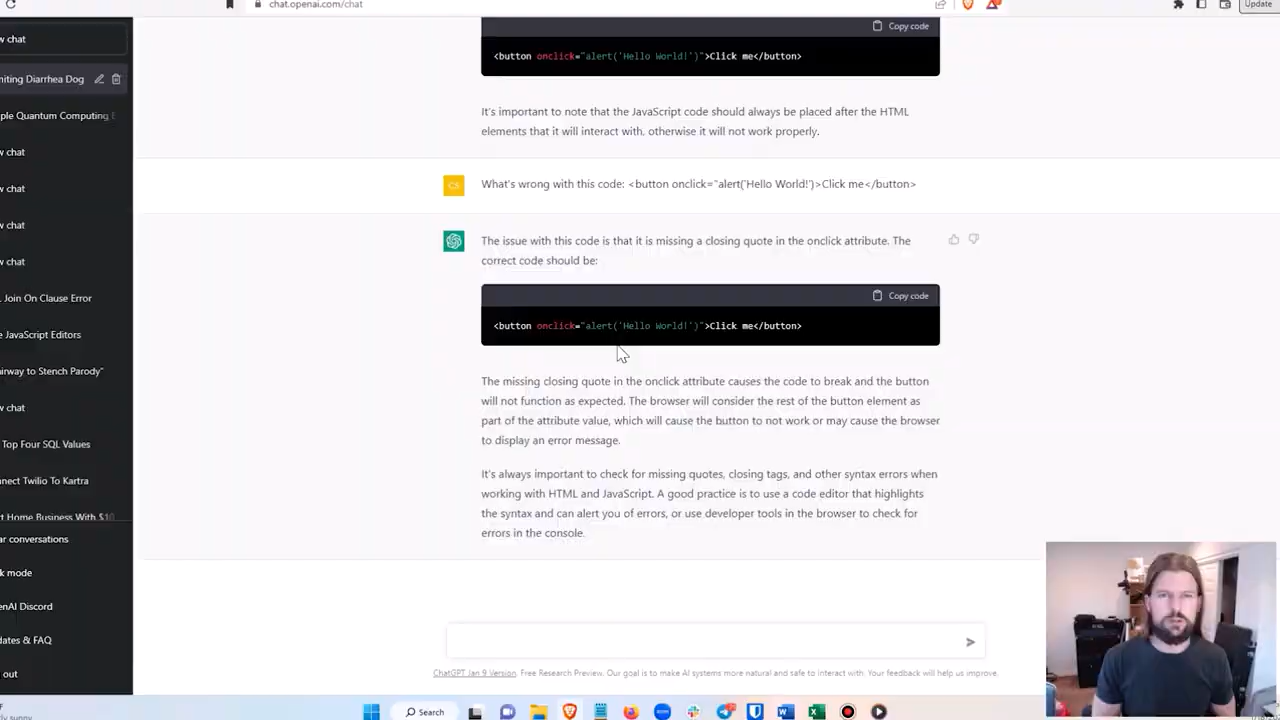 chat.openai.com/chat
Update
w chat
niting Diarrhea Dog
ple Quantum Computing E
w chat
w chat
w chat
w chat
L Join On Clause Error
e JavaScript Editors
airway to Stench Parody"
w chat
Top Four SQL Values
nnect Twilio To Kartra
rt Home Business With $10
ar conversations
k mode
enAI Discord
dates & FAQ
out
Copy code
<button onclick="alert('Hello World!')">Click me</button>
It's important to note that the JavaScript code should always be placed after the HTML
elements that it will interact with, otherwise it will not work properly.
CS
What's wrong with this code: <button onclick="alert('Hello World!')>Click me</button>
The issue with this code is that it is missing a closing quote in the onclick attribute. The
correct code should be:
Copy code
<button onclick="alert('Hello World!')">Click me</button>
The missing closing quote in the onclick attribute causes the code to break and the button
will not function as expected. The browser will consider the rest of the button element as
part of the attribute value, which will cause the button to not work or may cause the browser
to display an error message.
It's always important to check for missing quotes, closing tags, and other syntax errors when
working with HTML and JavaScript. A good practice is to use a code editor that highlights
the syntax and can alert you of errors, or use developer tools in the browser to check for
errors in the console.
ChatGPT Jan 9 Version. Free Research Preview. Our goal is to make AI systems more natural and safe to interact with. Your feedback will help us improve.
Search